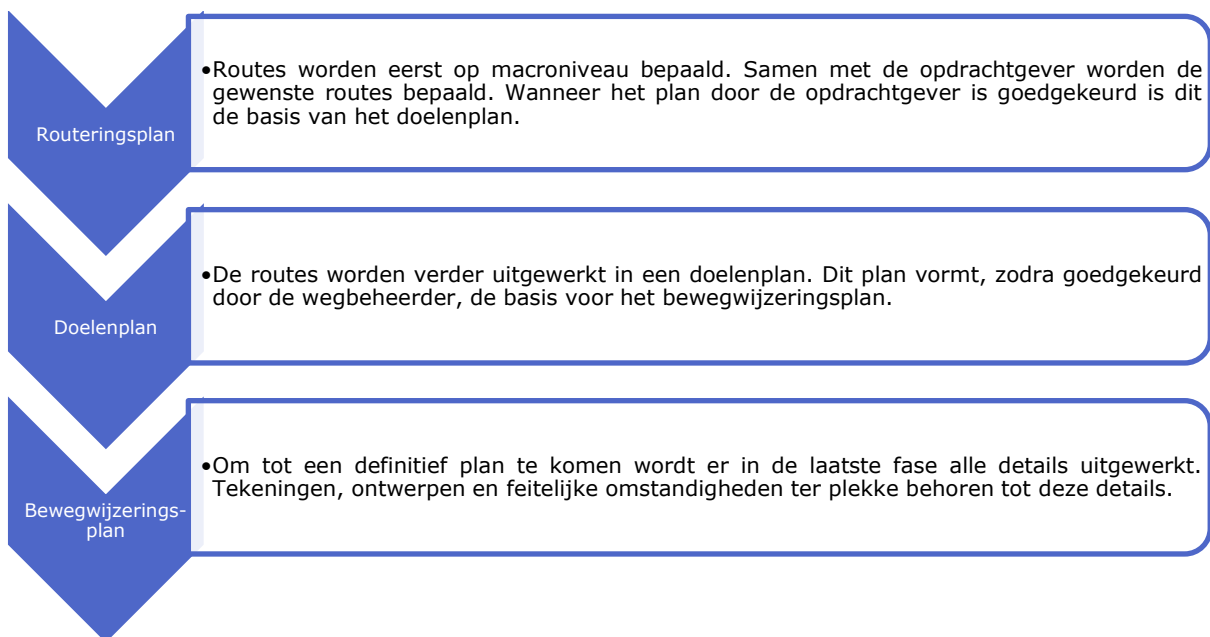 Routeringsplan
•Routes worden eerst op macroniveau bepaald. Samen met de opdrachtgever worden de
gewenste routes bepaald. Wanneer het plan door de opdrachtgever is goedgekeurd is dit
de basis van het doelenplan.
Doelenplan
•De routes worden verder uitgewerkt in een doelenplan. Dit plan vormt, zodra goedgekeurd
door de wegbeheerder, de basis voor het bewegwijzeringsplan.
Bewegwijzerings-
plan
•Om tot een definitief plan te komen wordt er in de laatste fase alle details uitgewerkt.
Tekeningen, ontwerpen en feitelijke omstandigheden ter plekke behoren tot deze details.